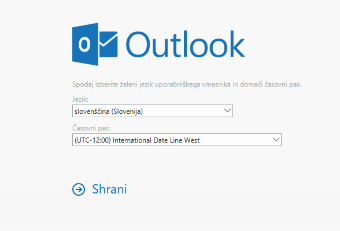 Outlook
Spodaj izberite želeni jezik uporabniškega vmesnika in domači časovni pas.
Jezik:
slovenščina (Slovenija)
Časovni pas:
(UTC-12:00) International Date Line West
Shrani